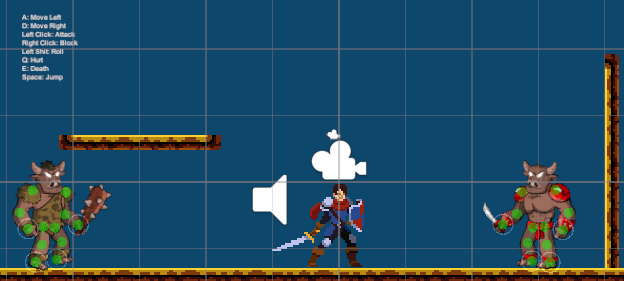 A: Move Left
D: Move Right
Left Click: Attack
Right Click: Block
Left Shit: Roll
Q: Hurt
E: Death
Space: Jump